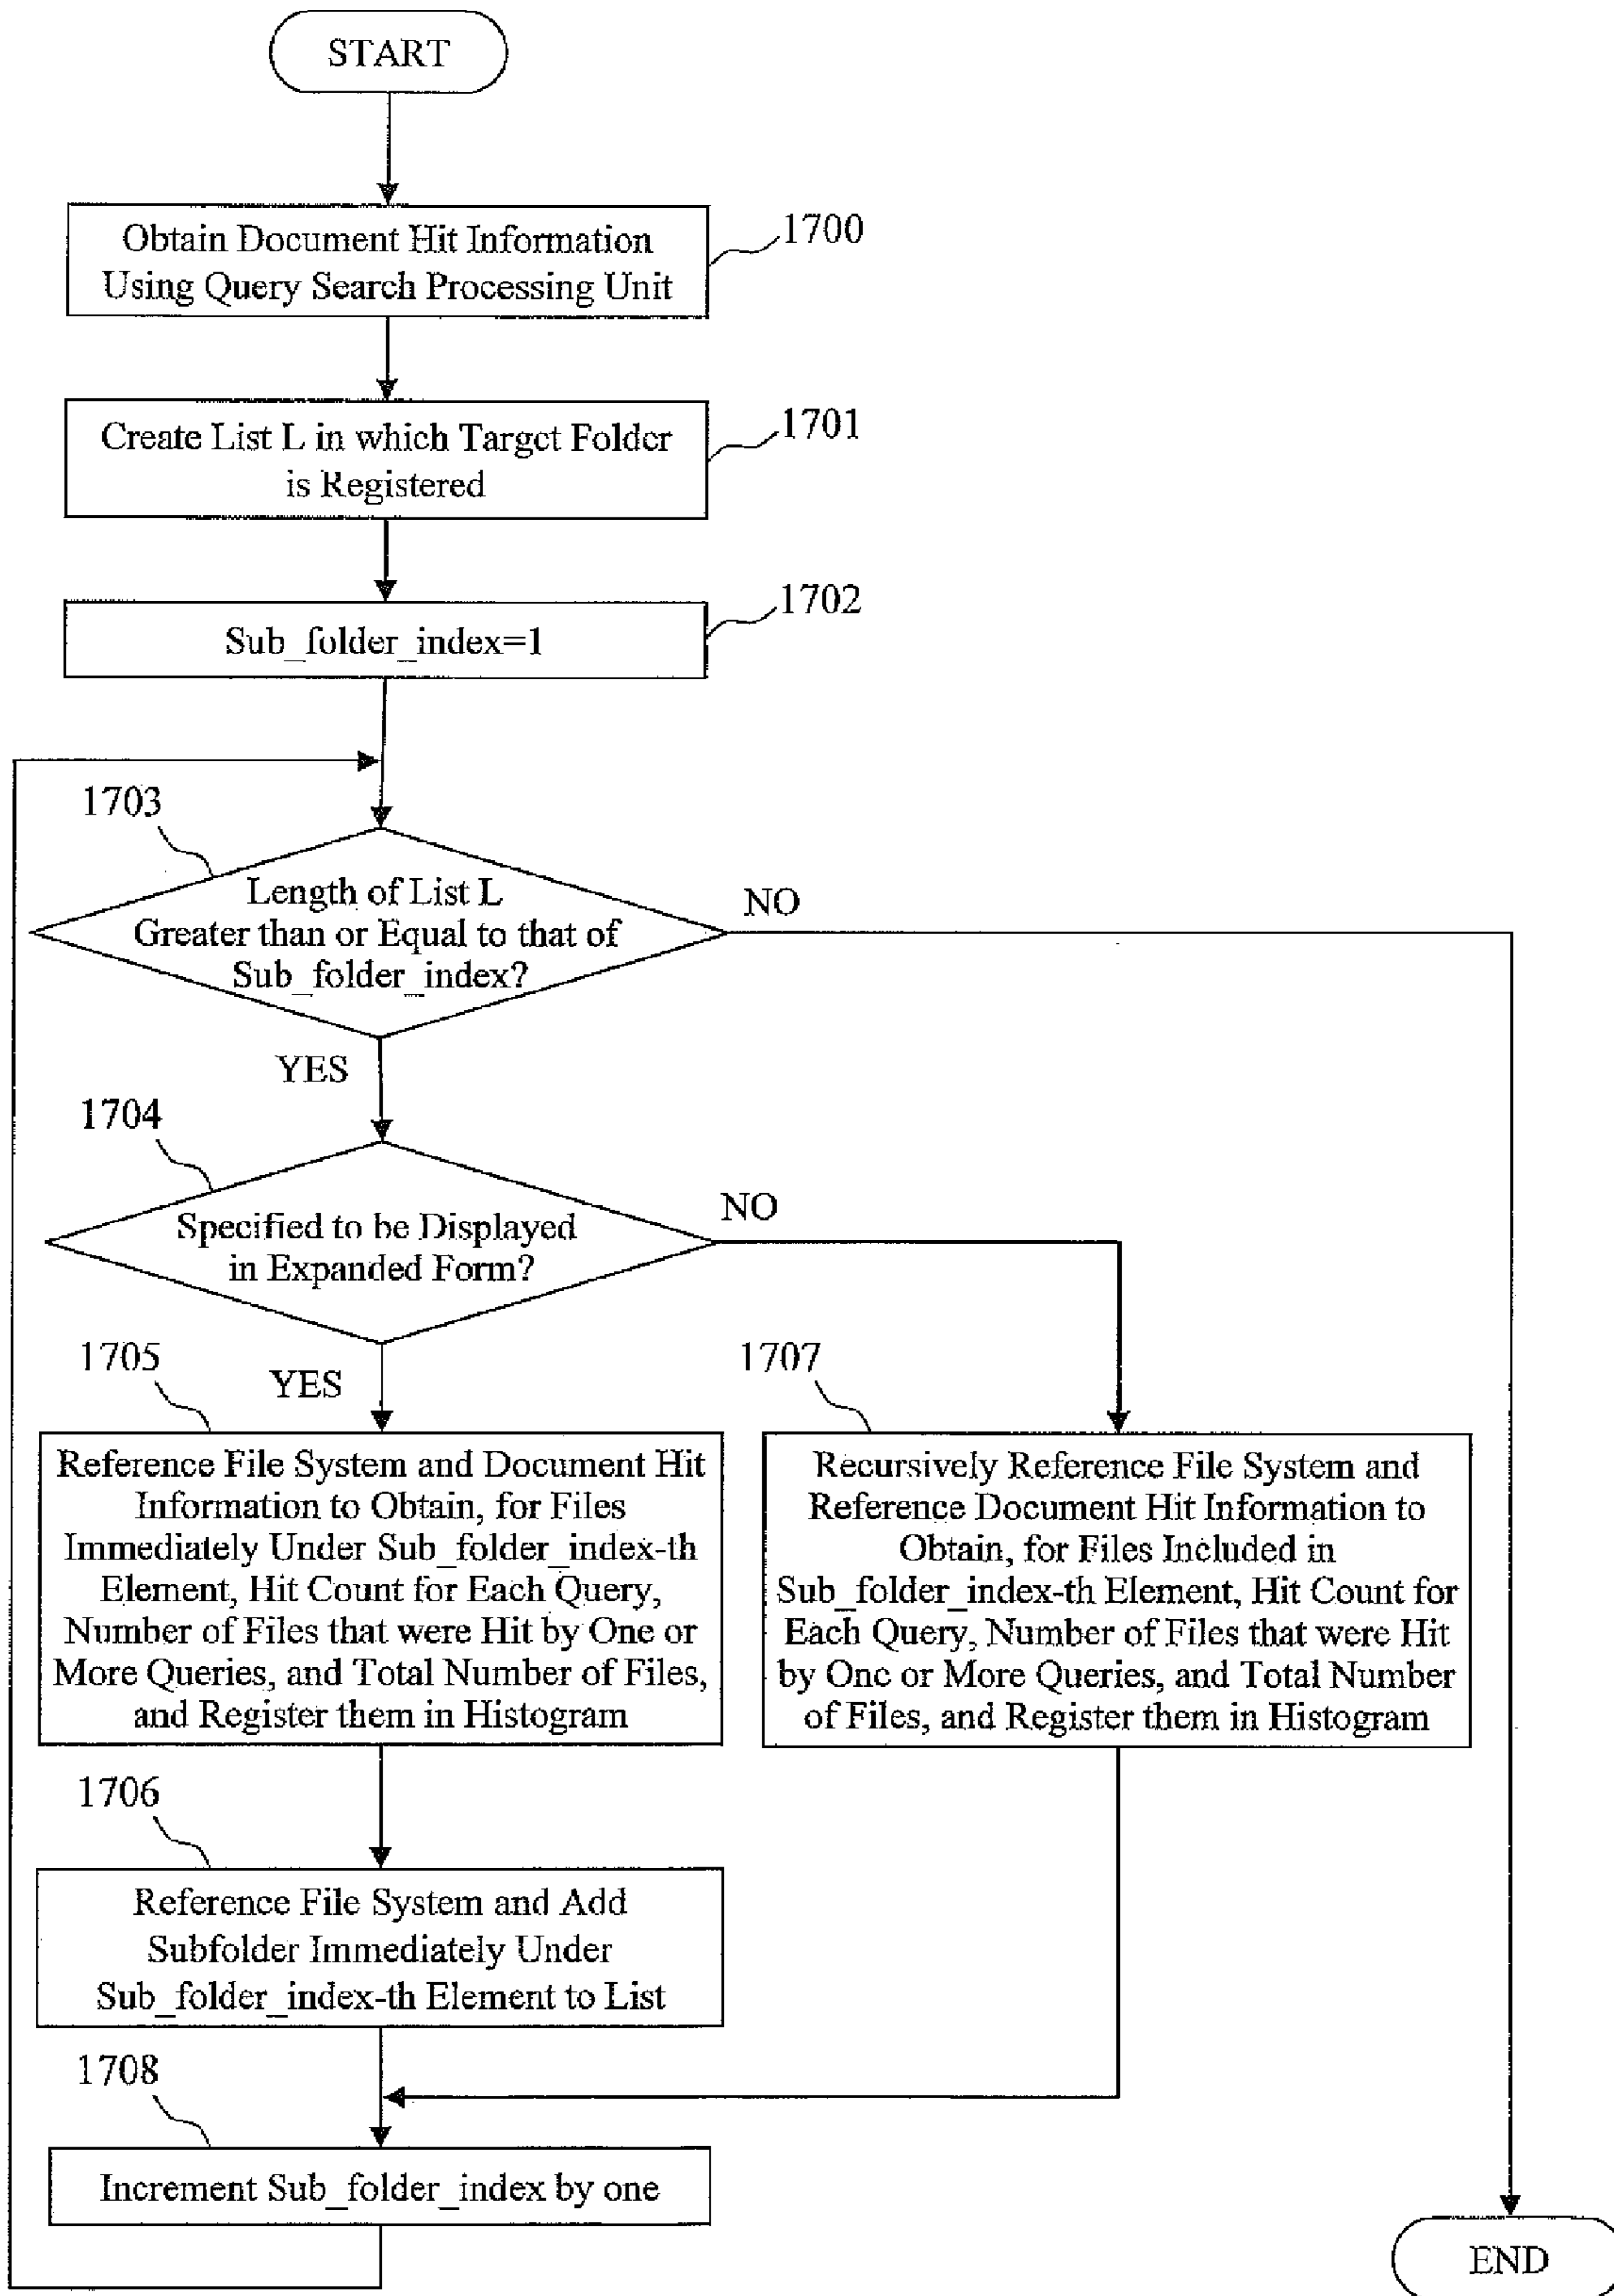 START
Obtain Document Hit Information
Using Query Search Processing Unit
1700
Create List L in which Target Folder
is Registered
1701
Sub_folder_index=1
1702
1703
Length of List L
Greater than or Equal to that of
Sub_folder_index?
NO
YES
1704
Specified to be Displayed
in Expanded Form?
NO
YES
1705
Reference File System and Document Hit
Information to Obtain, for Files
Immediately Under Sub_folder_index-th
Element, Hit Count for Each Query,
Number of Files that were Hit by One or
More Queries, and Total Number of Files,
and Register them in Histogram
1707
Recursively Reference File System and
Reference Document Hit Information to
Obtain, for Files Included in
Sub_folder_index-th Element, Hit Count for
Each Query, Number of Files that were Hit
by One or More Queries, and Total Number
of Files, and Register them in Histogram
1706
Reference File System and Add
Subfolder Immediately Under
Sub_folder_index-th Element to List
1708
Increment Sub_folder_index by one
END